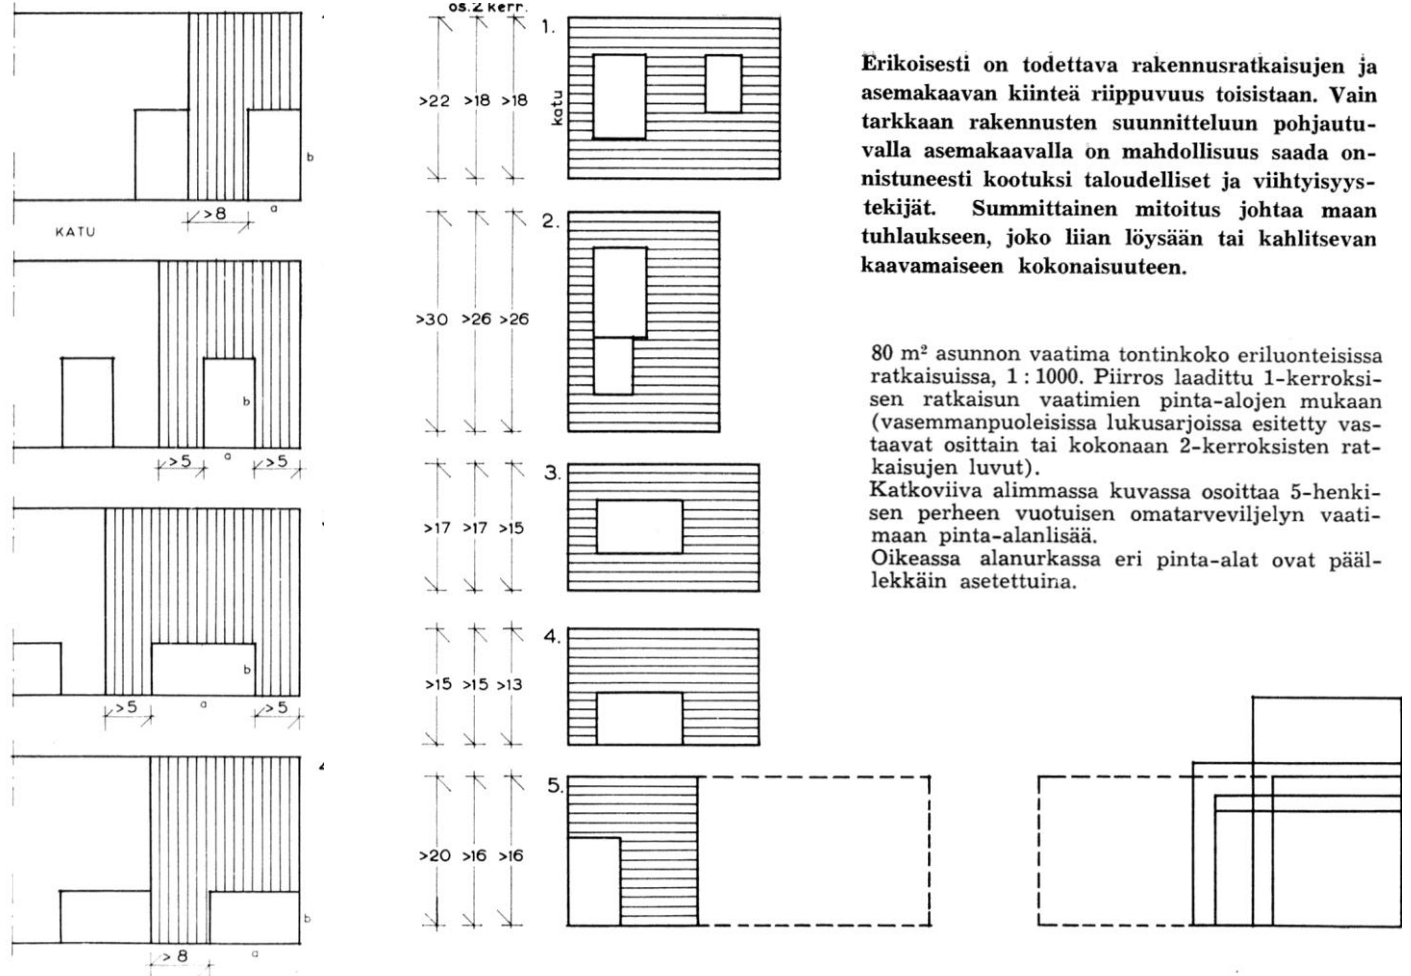 b
>8
a
KATU
b
>5
a
>5
b
>5
a
>5
4
b
>8
a
os.2 kerr.
>22 >18 >18
1.
katu
>30 >26 >26
2.
>17 >17 >15
3.
>15 >15 >13
4.
>20 >16 >16
5.
Erikoisesti on todettava rakennusratkaisujen ja
asemakaavan kiinteä riippuvuus toisistaan. Vain
tarkkaan rakennusten suunnitteluun pohjautu-
valla asemakaavalla on mahdollisuus saada on-
nistuneesti kootuksi taloudelliset ja viihtyisyys-
tekijät. Summittainen mitoitus johtaa maan
tuhlaukseen, joko liian löysään tai kahlitsevan
kaavamaiseen kokonaisuuteen.
80 m² asunnon vaatima tontinkoko eriluonteisissa
ratkaisuissa, 1 : 1000. Piirros laadittu 1-kerroksi-
sen ratkaisun vaatimien pinta-alojen mukaan
(vasemmanpuoleisissa lukusarjoissa esitetty vas-
taavat osittain tai kokonaan 2-kerroksisten rat-
kaisujen luvut).
Katkoviiva alimmassa kuvassa osoittaa 5-henki-
sen perheen vuotuisen omatarveviljelyn vaati-
maan pinta-alanlisää.
Oikeassa alanurkassa eri pinta-alat ovat pääl-
lekkäin asetettuina.